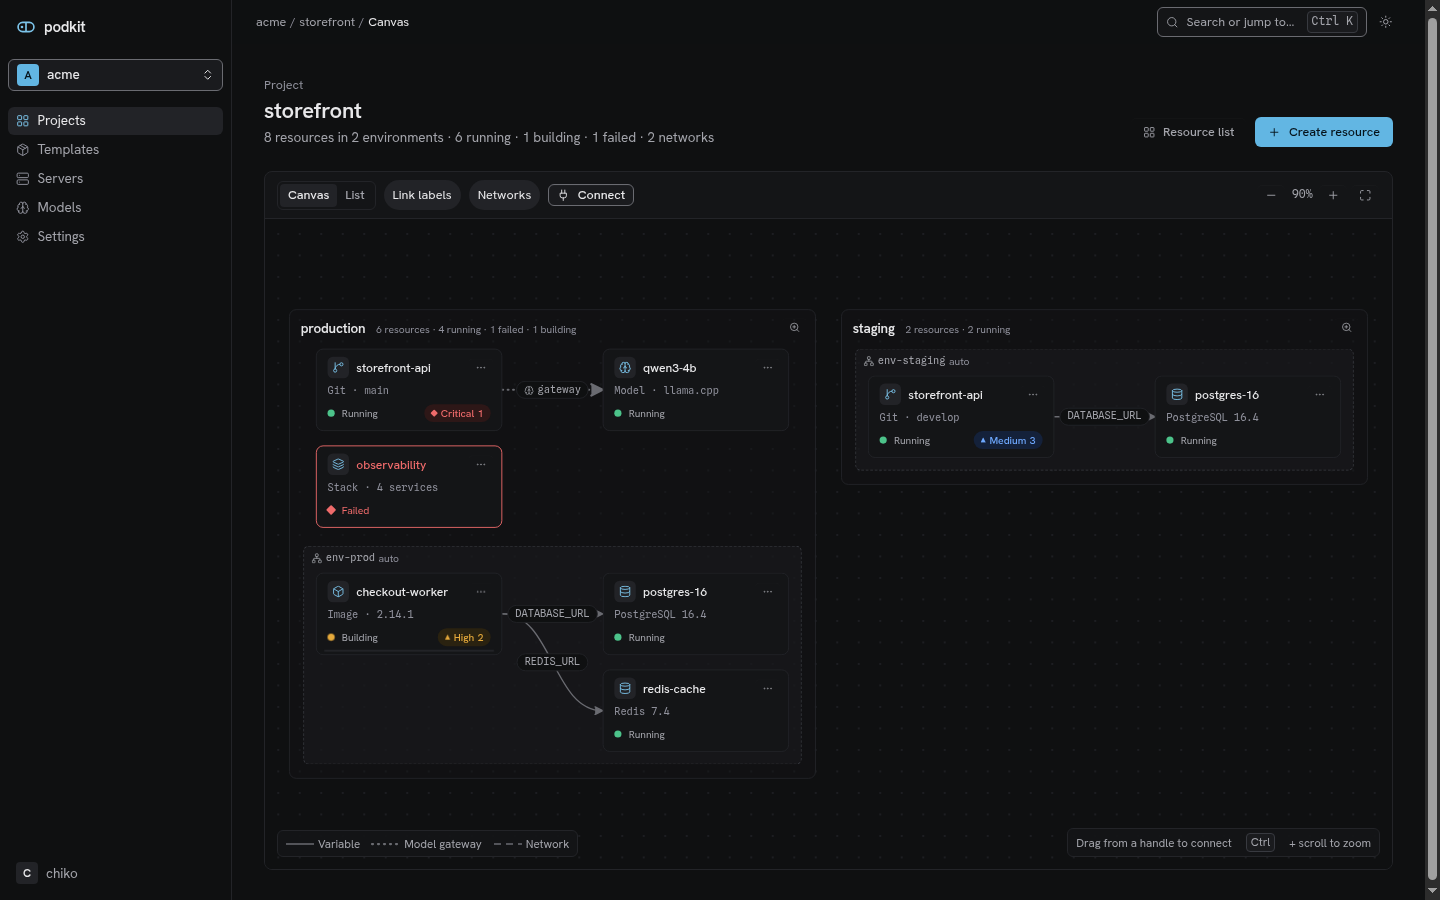 podkit
acme / storefront / Canvas
Search or jump to... Ctrl K
A acme
Projects
Templates
Servers
Models
Settings
C chiko
Project
storefront
8 resources in 2 environments · 6 running · 1 building · 1 failed · 2 networks
Resource list
Create resource
Canvas List Link labels Networks Connect
90%
production 6 resources · 4 running · 1 failed · 1 building
storefront-api
Git · main
Running Critical 1
gateway
qwen3-4b
Model · llama.cpp
Running
observability
Stack · 4 services
Failed
env-prod auto
checkout-worker
Image · 2.14.1
Building High 2
DATABASE_URL
REDIS_URL
postgres-16
PostgreSQL 16.4
Running
redis-cache
Redis 7.4
Running
staging 2 resources · 2 running
env-staging auto
storefront-api
Git · develop
Running Medium 3
DATABASE_URL
postgres-16
PostgreSQL 16.4
Running
Variable Model gateway Network
Drag from a handle to connect Ctrl + scroll to zoom